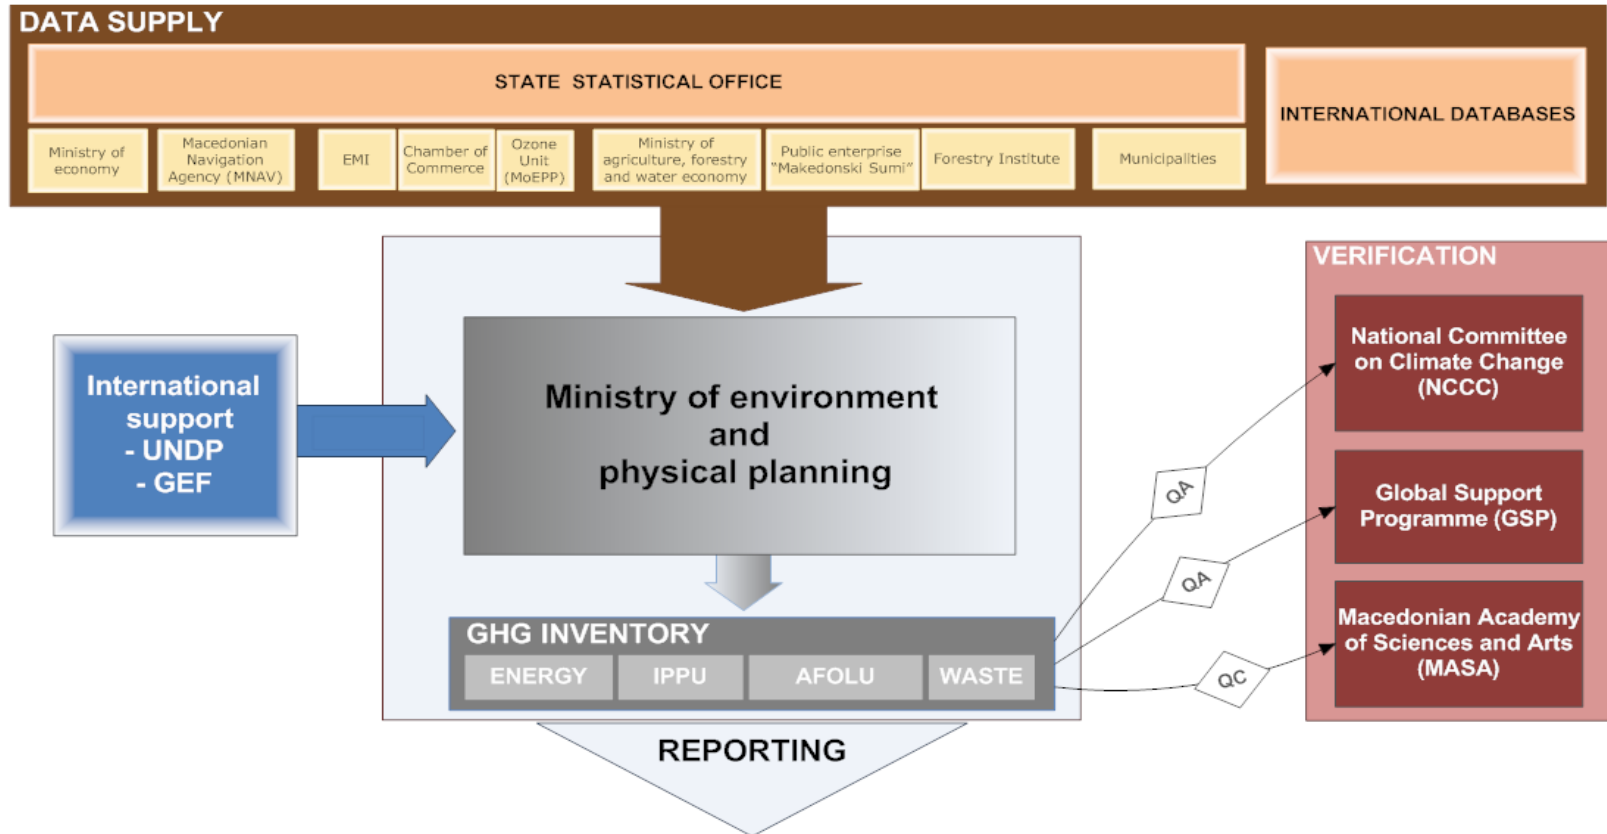 DATA SUPPLY
STATE STATISTICAL OFFICE
INTERNATIONAL DATABASES
Ministry of
economy
Macedonian
Navigation
Agency (MNAV)
EMI
Chamber of
Commerce
Ozone
Unit
(MoEPP)
Ministry of
agriculture, forestry
and water economy
Public enterprise
“Makedonski Sumi”
Forestry Institute
Municipalities
International
support
- UNDP
- GEF
Ministry of environment
and
physical planning
GHG INVENTORY
ENERGY
IPPU
AFOLU
WASTE
REPORTING
QA
QA
QC
VERIFICATION
National Committee
on Climate Change
(NCCC)
Global Support
Programme (GSP)
Macedonian Academy
of Sciences and Arts
(MASA)